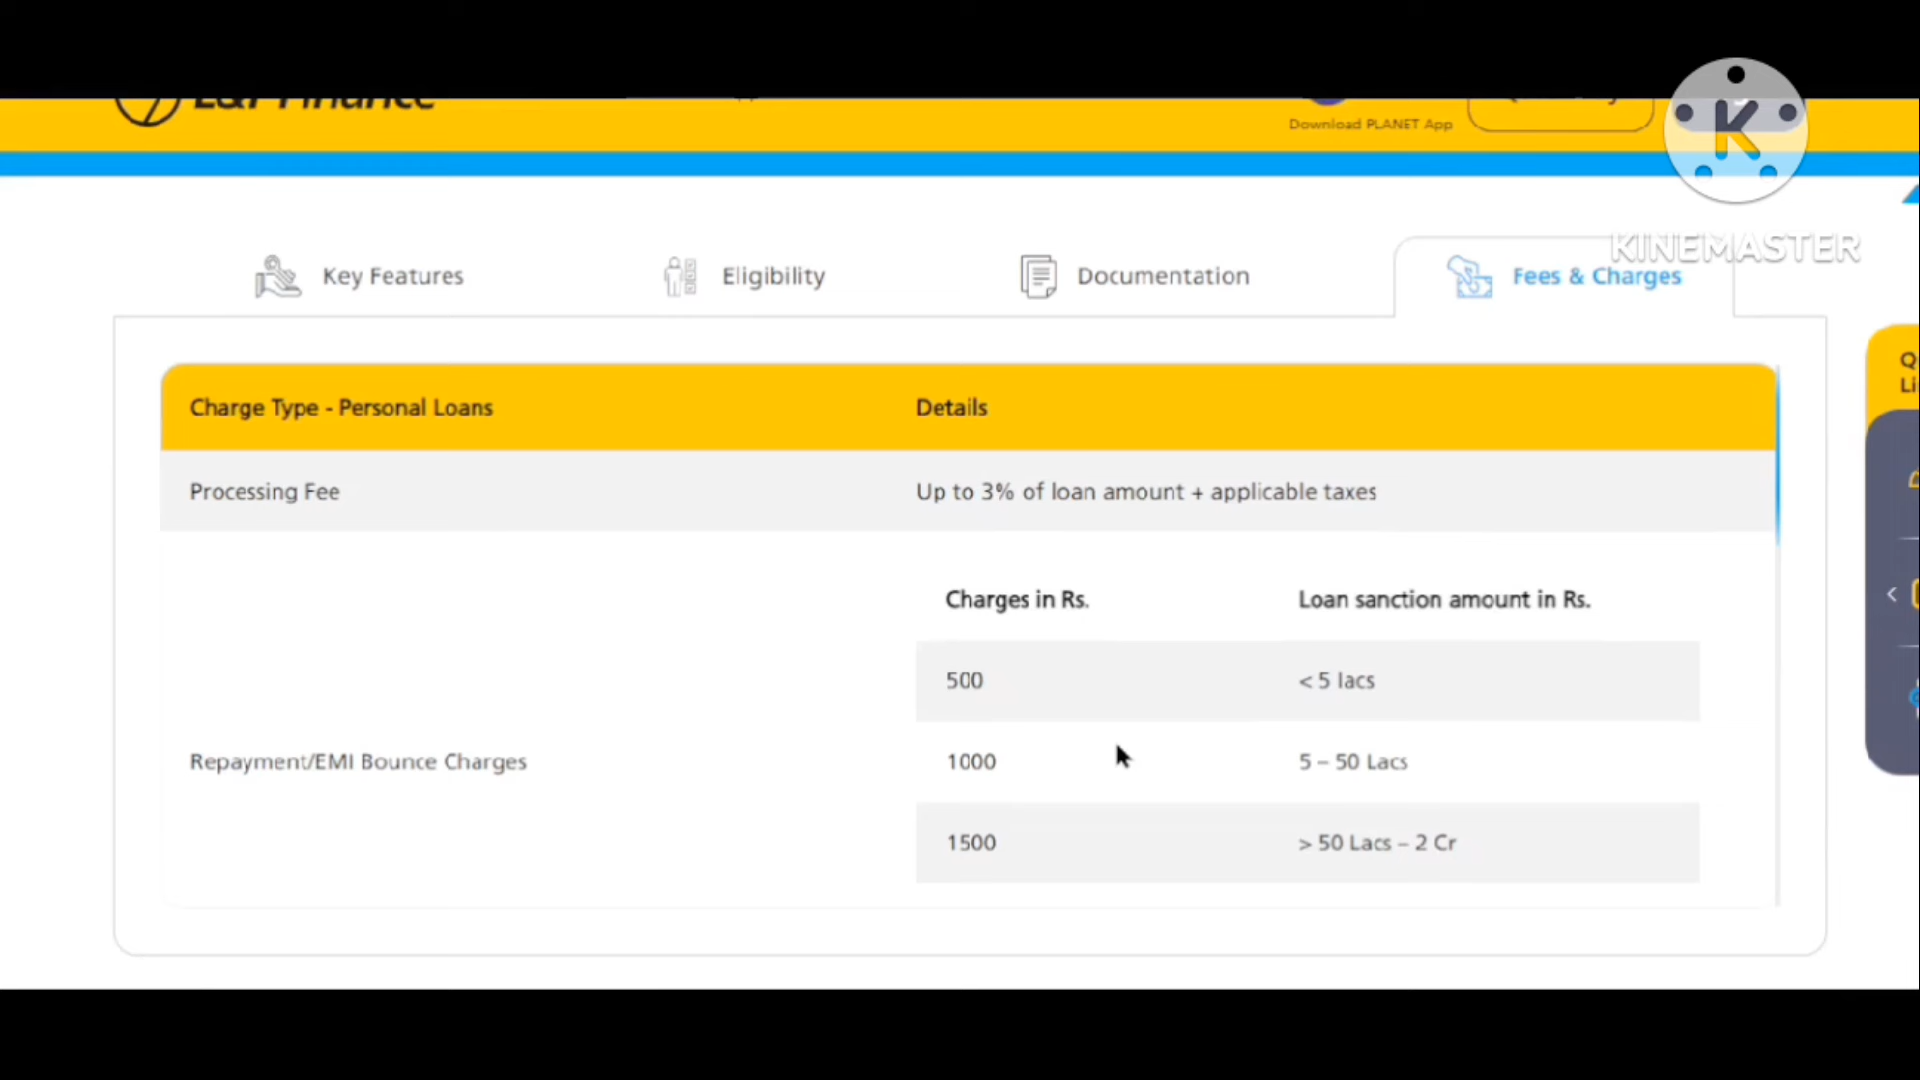 L&T Finance
Download PLANET App
K
KINEMASTER
Key Features
Eligibility
Documentation
Fees & Charges
Charge Type - Personal Loans
Details
Processing Fee
Up to 3% of loan amount + applicable taxes
Charges in Rs.
Loan sanction amount in Rs.
500
< 5 lacs
Repayment/EMI Bounce Charges
1000
5 – 50 Lacs
1500
> 50 Lacs – 2 Cr